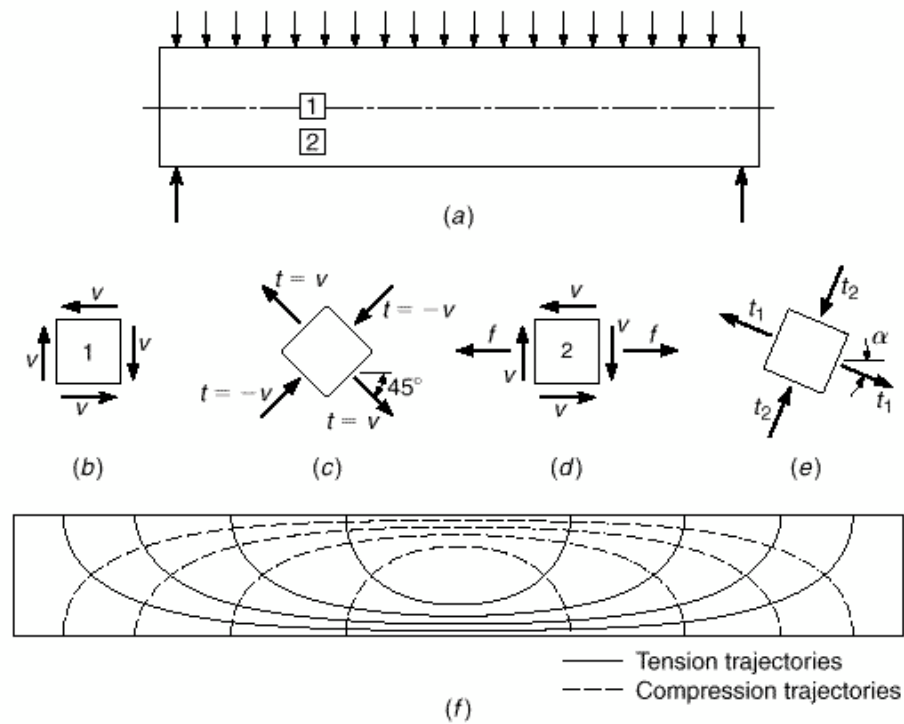 1
2
(a)
v
v
1
v
v
(b)
t = v
t = −v
t = −v
45°
t = v
(c)
v
v
f
2
f
v
v
(d)
t₂
t₁
α
t₂
t₁
(e)
Tension trajectories
Compression trajectories
(f)